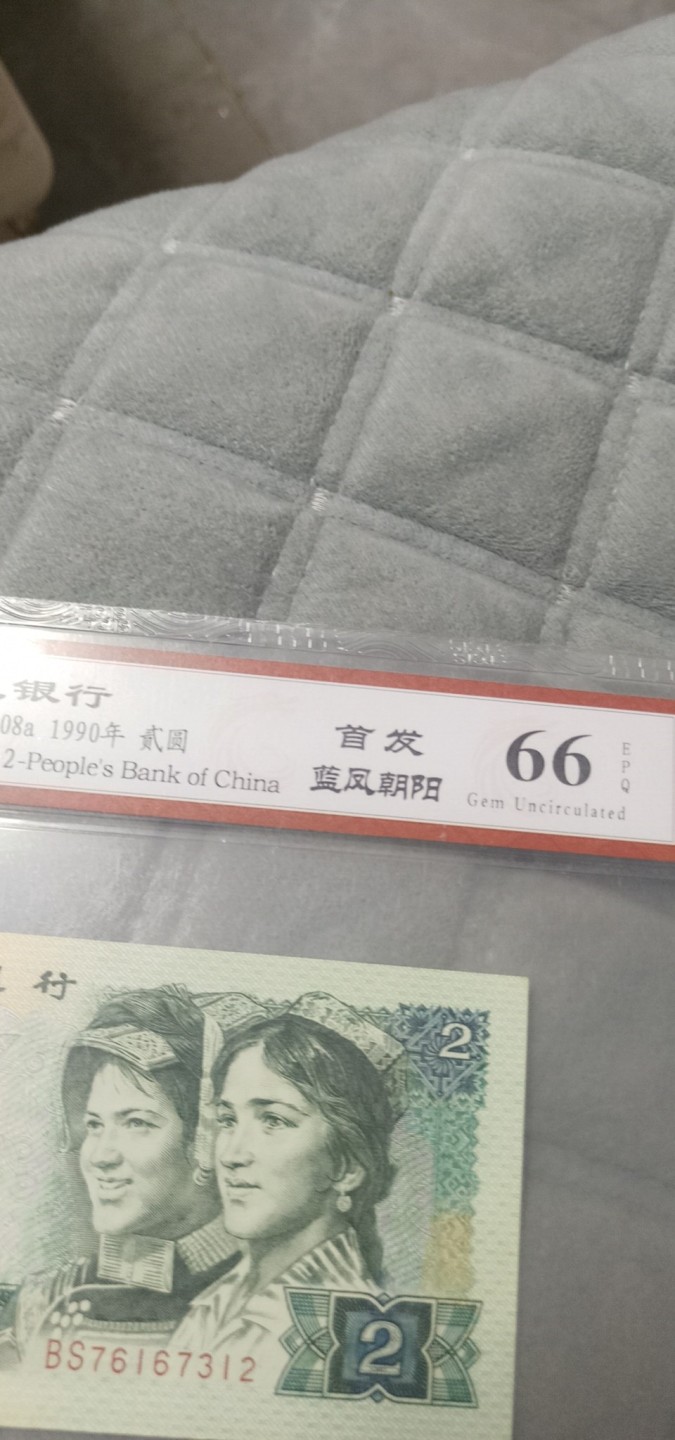 银行
首发
66
EPQ
08a 1990年 贰圆
蓝凤朝阳
2-People's Bank of China
Gem Uncirculated
行
2
BS76167312
2